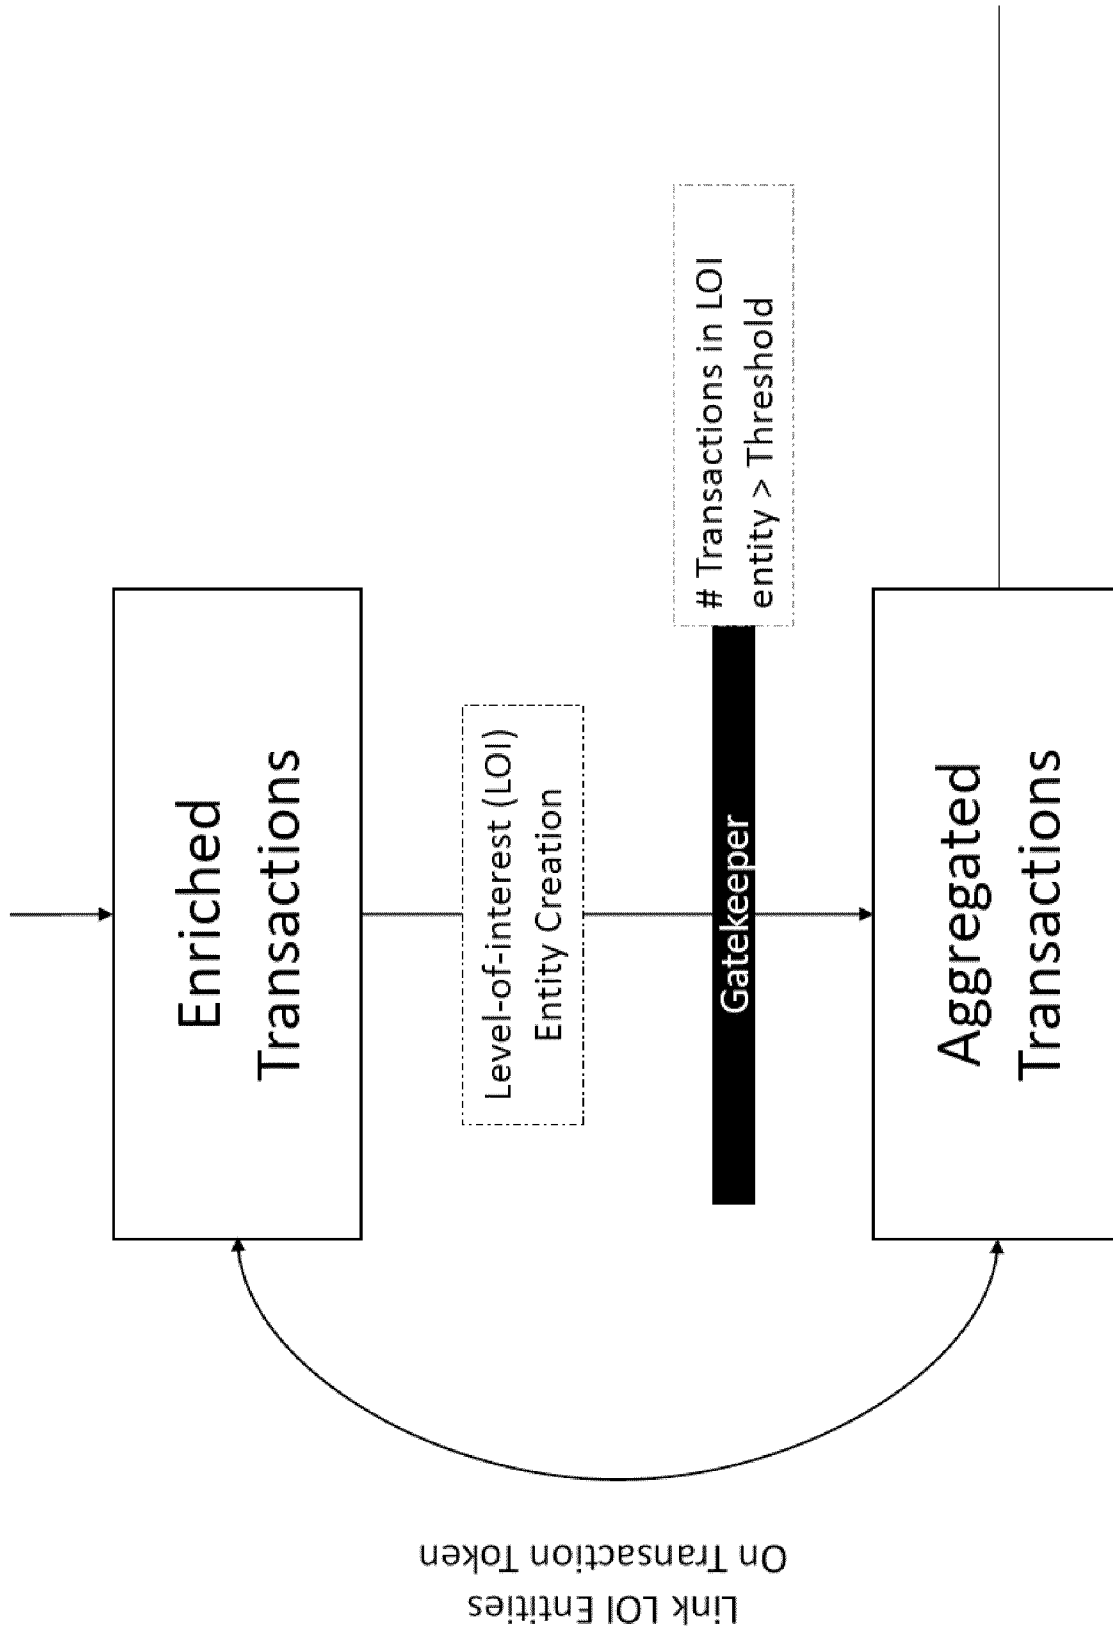 Enriched
Transactions
Level-of-interest (LOI)
Entity Creation
Gatekeeper
# Transactions in LOI
entity > Threshold
Aggregated
Transactions
Link LOI Entities
On Transaction Token